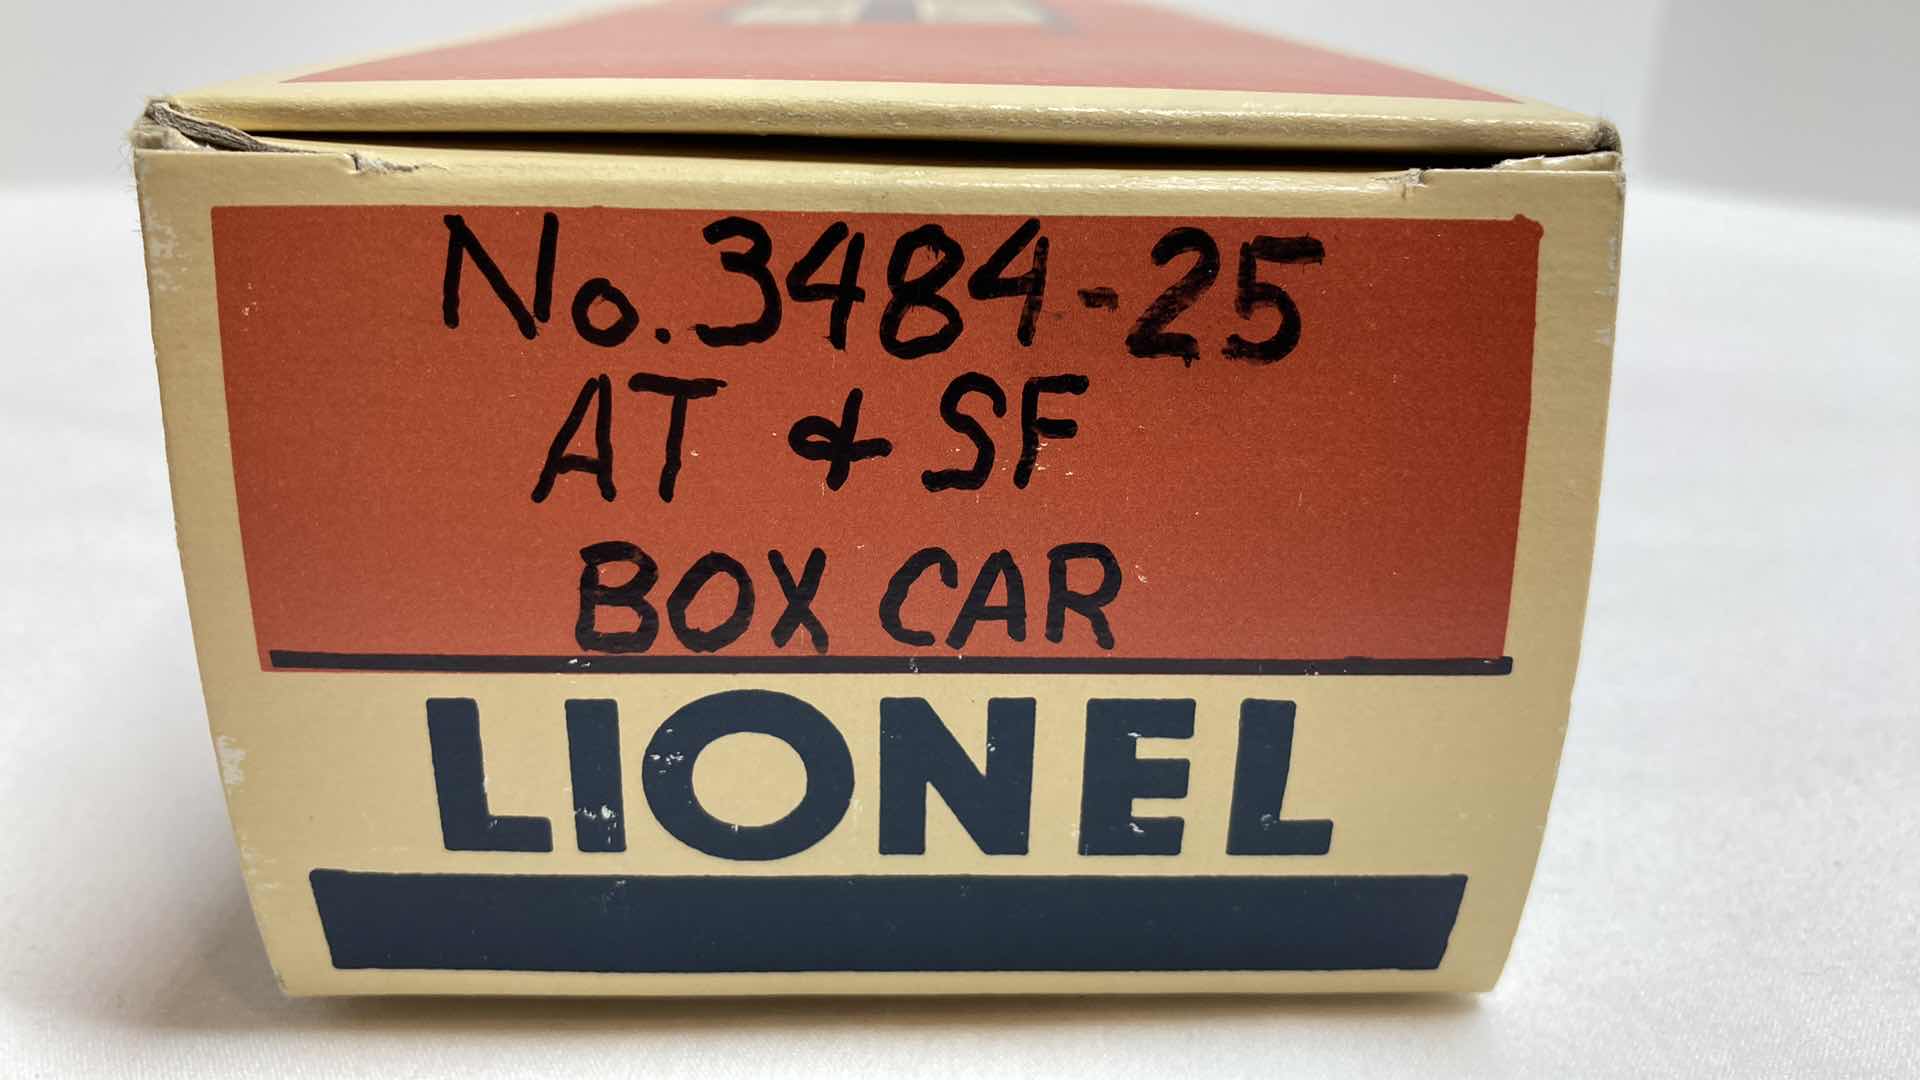 No. 3484-25
AT & SF
BOX CAR
LIONEL